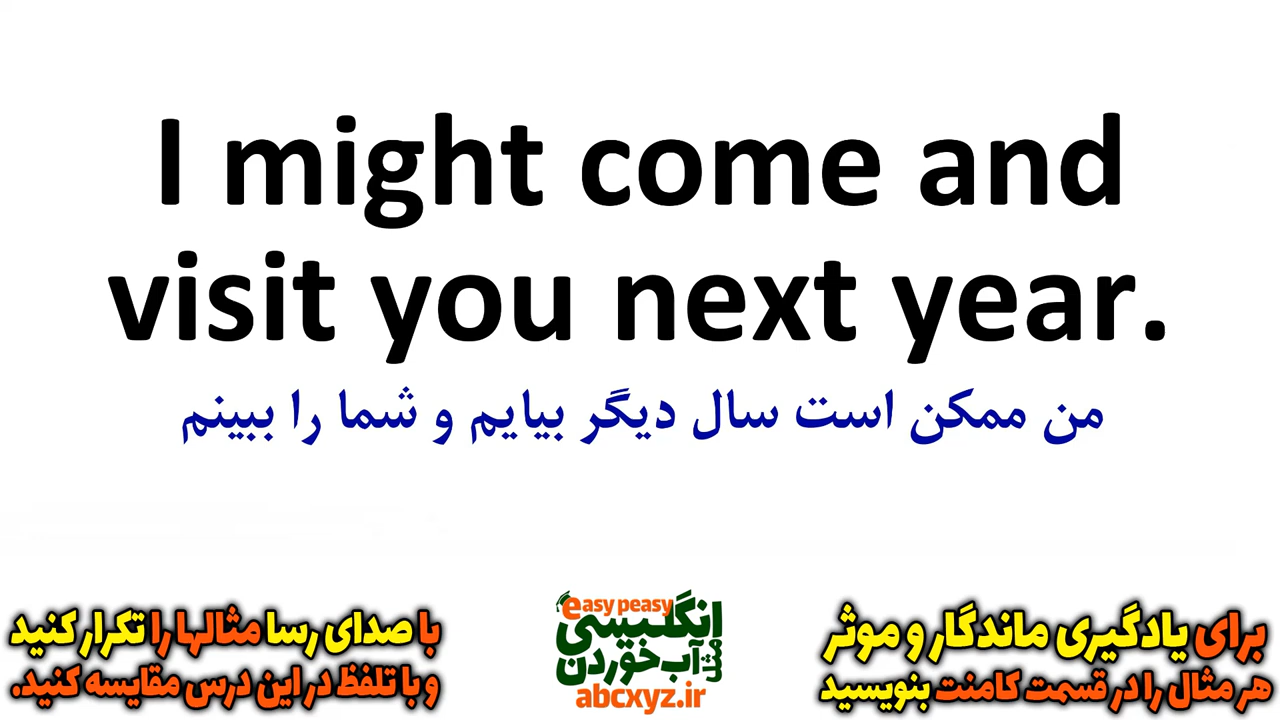 I might come and
visit you next year.
من ممکن است سال دیگر بیایم و شما را ببینم
برای یادگیری ماندگار و موثر
هر مثال را در قسمت کامنت بنویسید
easy peasy
انگلیسی
مثل آب خوردن
abcxyz.ir
با صدای رسا مثالها را تکرار کنید
و با تلفظ در این درس مقایسه کنید.